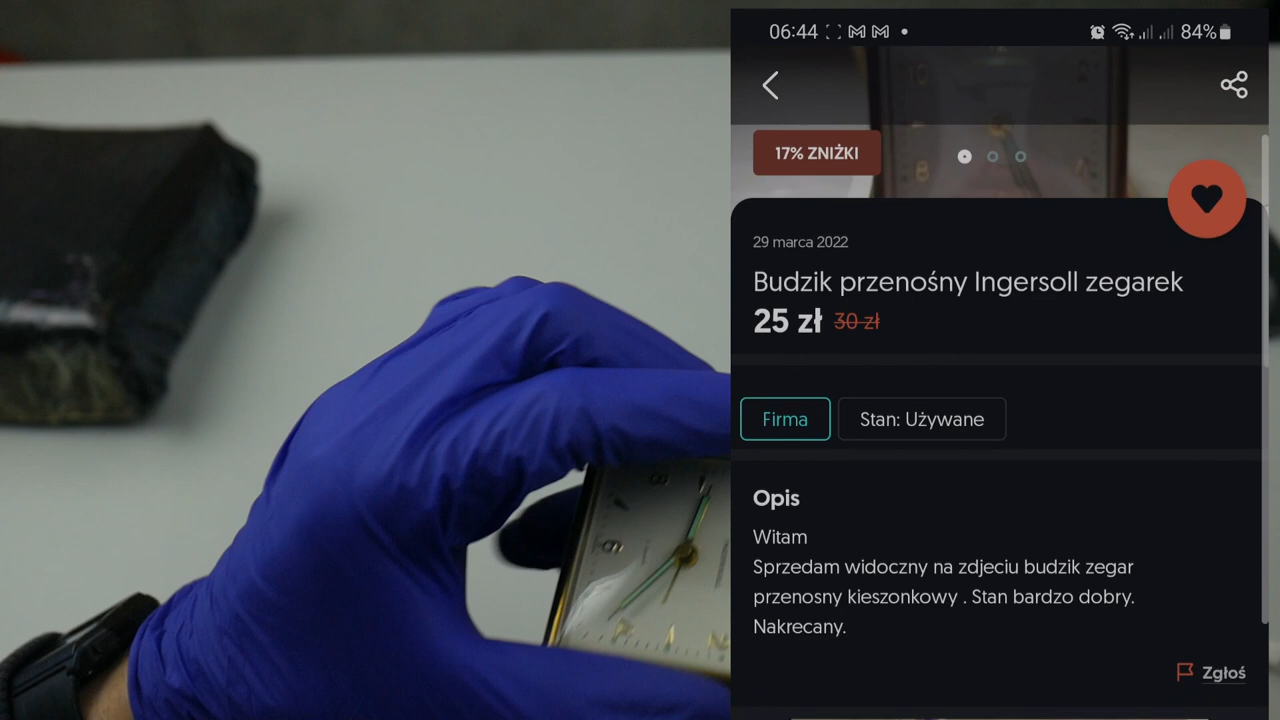 06:44
84%
17% ZNIŻKI
29 marca 2022
Budzik przenośny Ingersoll zegarek
25 zł 30 zł
Firma
Stan: Używane
Opis
Witam
Sprzedam widoczny na zdjeciu budzik zegar
przenosny kieszonkowy . Stan bardzo dobry.
Nakrecany.
Zgłoś